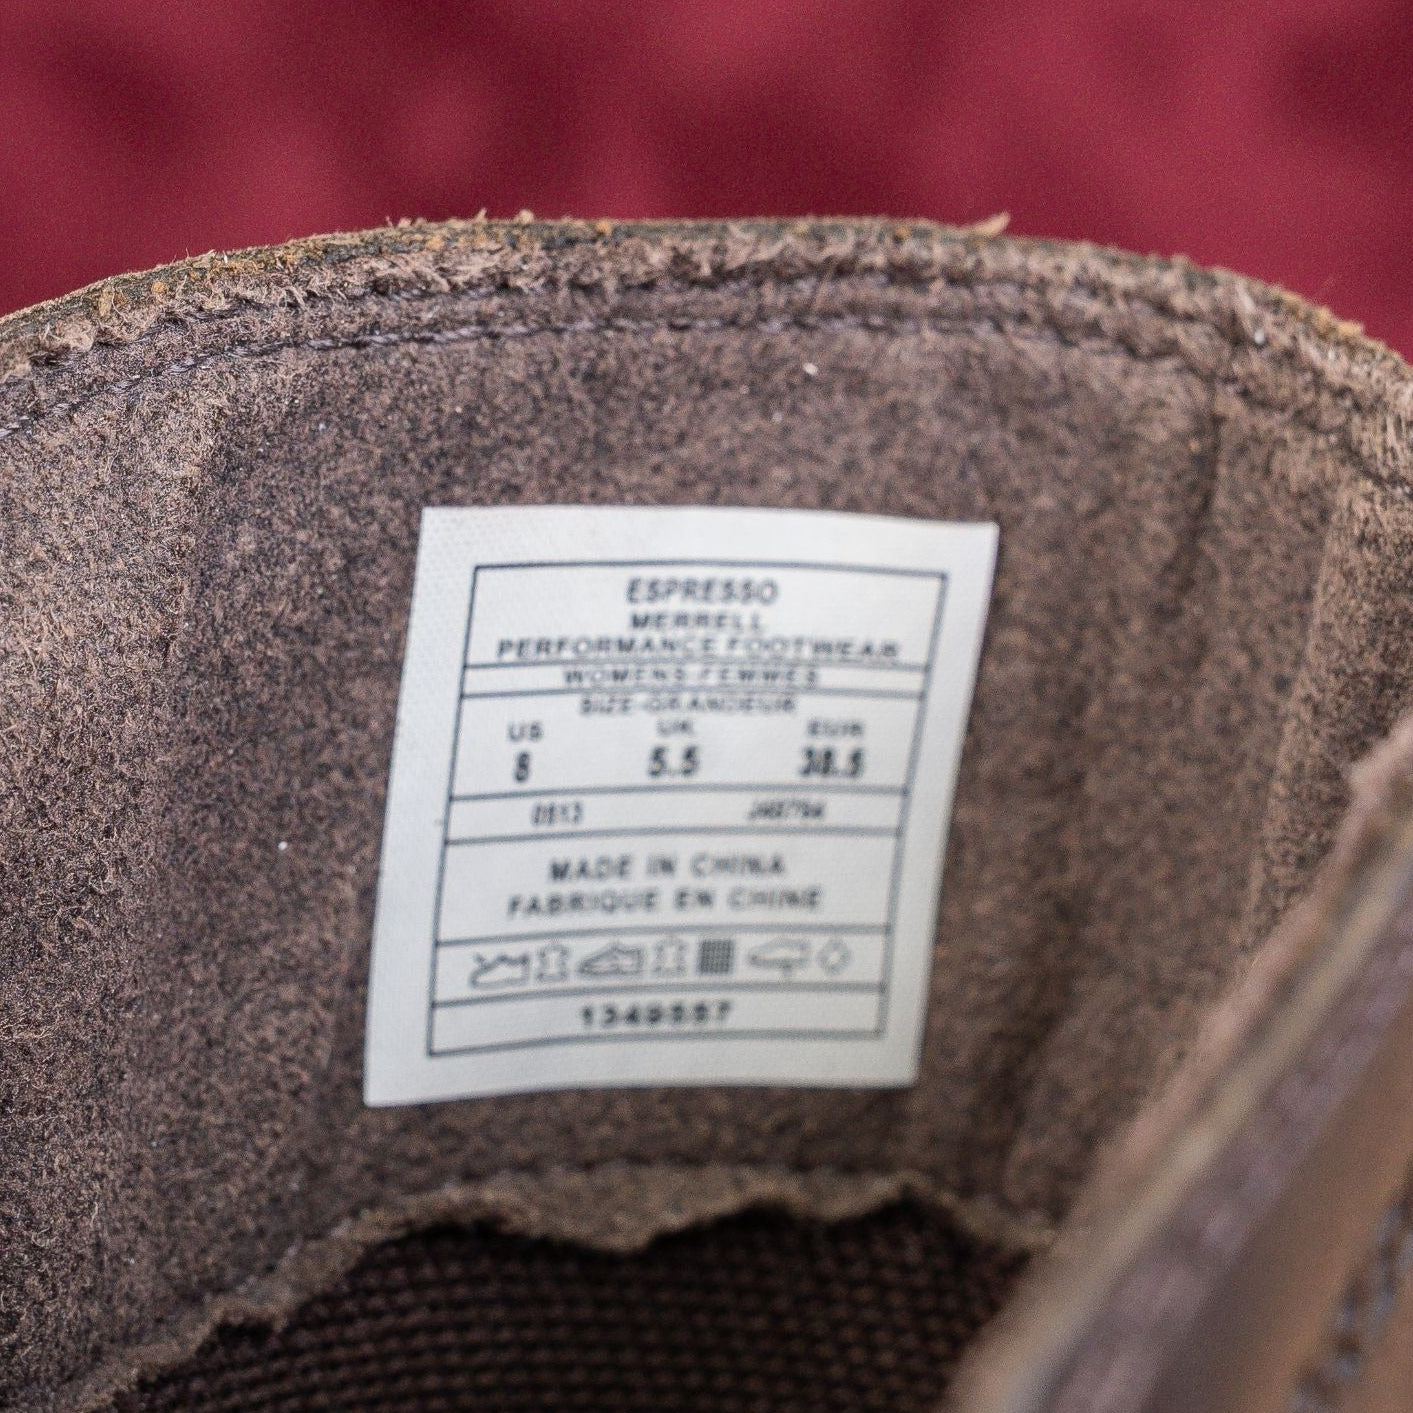 ESPRESSO
MERRELL
PERFORMANCE FOOTWEAR
WOMENS-FEMMES
SIZE-GRANDEUR
US UK EUR
8 5.5 38.5
MADE IN CHINA
FABRIQUE EN CHINE